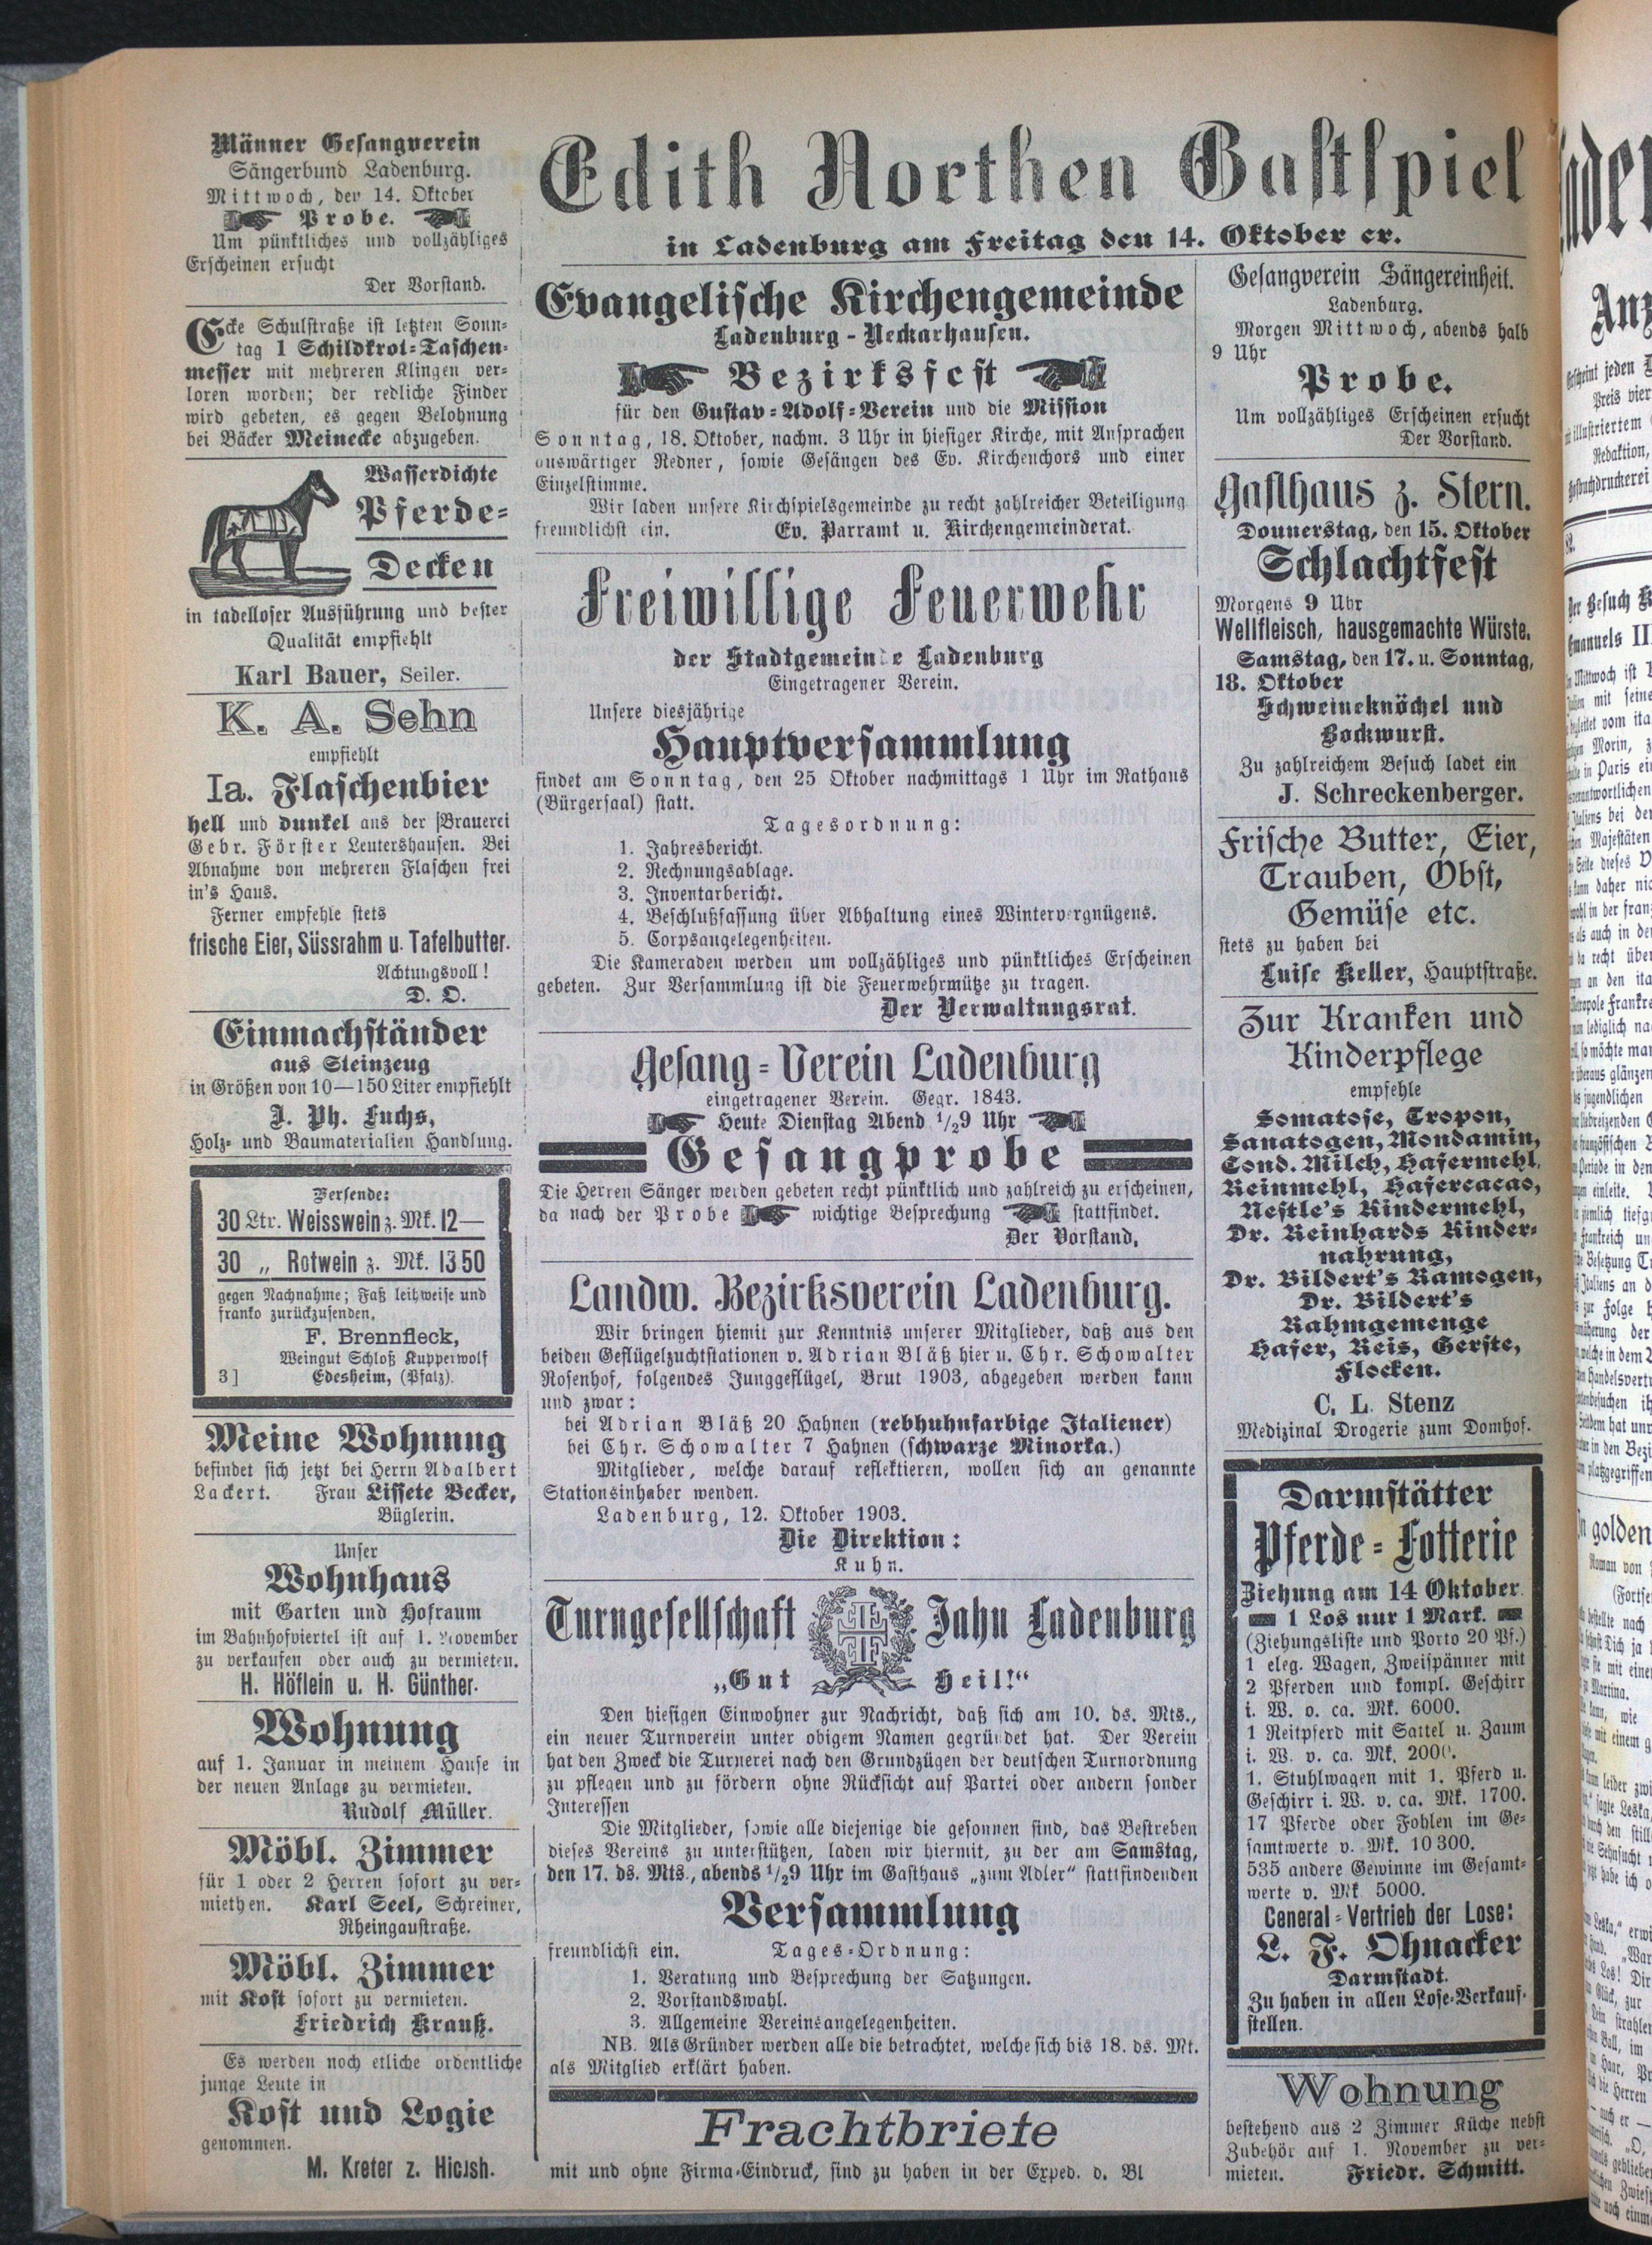 Männer Gesangverein
Sängerbund Ladenburg.
Mittwoch, den 14. Oktober
Probe.
Um pünktliches und vollzähliges
Erscheinen ersucht
Der Vorstand.
Ecke Schulstraße ist letzten Sonn-
tag 1 Schildkrot-Taschen-
messer mit mehreren Klingen ver-
loren worden; der redliche Finder
wird gebeten, es gegen Belohnung
bei Bäcker Meinecke abzugeben.
Wasserdichte
Pferde-
Decken
in tadelloser Ausführung und bester
Qualität empfiehlt
Karl Bauer, Seiler.
K. A. Sehn
empfiehlt
Ia. Flaschenbier
hell und dunkel aus der Brauerei
Gebr. Förster Leutershausen. Bei
Abnahme von mehreren Flaschen frei
in's Haus.
Ferner empfehle stets
frische Eier, Süssrahm u. Tafelbutter.
Achtungsvoll!
D. O.
Einmachständer
aus Steinzeug
in Größen von 10—150 Liter empfiehlt
J. Ph. Fuchs,
Holz- und Baumaterialien Handlung.
Versende:
30 Ltr. Weisswein z. Mk. 12—
30 „ Rotwein z. Mk. 13 50
gegen Nachnahme; Faß leihweise und
franko zurückzusenden.
F. Brennfleck,
Weingut Schloß Kupperwolf
3] Edesheim, (Pfalz).
Meine Wohnung
befindet sich jetzt bei Herrn Adalbert
Lackert. Frau Lissete Becker,
Büglerin.
Unser
Wohnhaus
mit Garten und Hofraum
im Bahnhofviertel ist auf 1. November
zu verkaufen oder auch zu vermieten.
H. Höflein u. H. Günther.
Wohnung
auf 1. Januar in meinem Hause in
der neuen Anlage zu vermieten.
Rudolf Müller.
Möbl. Zimmer
für 1 oder 2 Herren sofort zu ver-
miethen. Karl Seel, Schreiner,
Rheingaustraße.
Möbl. Zimmer
mit Kost sofort zu vermieten.
Friedrich Krauß.
Es werden noch etliche ordentliche
junge Leute in
Kost und Logie
genommen.
M. Kreter z. Hirsch.
Edith Northen Gastspiel
in Ladenburg am Freitag den 14. Oktober cr.
Evangelische Kirchengemeinde
Ladenburg - Neckarhausen.
Bezirksfest
für den Gustav-Adolf-Verein und die Mission
Sonntag, 18. Oktober, nachm. 3 Uhr in hiesiger Kirche, mit Ansprachen
auswärtiger Redner, sowie Gesängen des Ev. Kirchenchors und einer
Einzelstimme.
Wir laden unsere Kirchspielsgemeinde zu recht zahlreicher Beteiligung
freundlichst ein. Ev. Parramt u. Kirchengemeinderat.
Freiwillige Feuerwehr
der Stadtgemeinde Ladenburg
Eingetragener Verein.
Unsere diesjährige
Hauptversammlung
findet am Sonntag, den 25 Oktober nachmittags 1 Uhr im Rathaus
(Bürgersaal) statt.
Tagesordnung:
1. Jahresbericht.
2. Rechnungsablage.
3. Inventarbericht.
4. Beschlußfassung über Abhaltung eines Wintervergnügens.
5. Corpsangelegenheiten.
Die Kameraden werden um vollzähliges und pünktliches Erscheinen
gebeten. Zur Versammlung ist die Feuerwehrmütze zu tragen.
Der Verwaltungsrat.
Gesang-Verein Ladenburg
eingetragener Verein. Gegr. 1843.
Heute Dienstag Abend 1/29 Uhr
Gesangprobe
Die Herren Sänger werden gebeten recht pünktlich und zahlreich zu erscheinen,
da nach der Probe wichtige Besprechung stattfindet.
Der Vorstand,
Landw. Bezirksverein Ladenburg.
Wir bringen hiemit zur Kenntnis unserer Mitglieder, daß aus den
beiden Geflügelzuchtstationen v. Adrian Bläß hier u. Chr. Schowalter
Rosenhof, folgendes Junggeflügel, Brut 1903, abgegeben werden kann
und zwar:
bei Adrian Bläß 20 Hahnen (rebhuhnfarbige Italiener)
bei Chr. Schowalter 7 Hahnen (schwarze Minorka.)
Mitglieder, welche darauf reflektieren, wollen sich an genannte
Stationsinhaber wenden.
Ladenburg, 12. Oktober 1903.
Die Direktion:
Kuhn.
Turngesellschaft Jahn Ladenburg
„Gut Heil!“
Den hiesigen Einwohner zur Nachricht, daß sich am 10. ds. Mts.,
ein neuer Turnverein unter obigem Namen gegründet hat. Der Verein
hat den Zweck die Turnerei nach den Grundzügen der deutschen Turnordnung
zu pflegen und zu fördern ohne Rücksicht auf Partei oder andern sonder
Interessen
Die Mitglieder, sowie alle diejenige die gesonnen sind, das Bestreben
dieses Vereins zu unterstützen, laden wir hiermit, zu der am Samstag,
den 17. ds. Mts., abends 1/29 Uhr im Gasthaus „zum Adler“ stattfindenden
Versammlung
freundlichst ein. Tages-Ordnung:
1. Beratung und Besprechung der Satzungen.
2. Vorstandswahl.
3. Allgemeine Vereinsangelegenheiten.
NB. Als Gründer werden alle die betrachtet, welche sich bis 18. ds. Mt.
als Mitglied erklärt haben.
Frachtbriefe
mit und ohne Firma-Eindruck, sind zu haben in der Exped. d. Bl
Gesangverein Sängereinheit.
Ladenburg.
Morgen Mittwoch, abends halb
9 Uhr
Probe.
Um vollzähliges Erscheinen ersucht
Der Vorstand.
Gasthaus z. Stern.
Donnerstag, den 15. Oktober
Schlachtfest
Morgens 9 Uhr
Wellfleisch, hausgemachte Würste.
Samstag, den 17. u. Sonntag,
18. Oktober
Schweineknöchel und
Bockwurst.
Zu zahlreichem Besuch ladet ein
J. Schreckenberger.
Frische Butter, Eier,
Trauben, Obst,
Gemüse etc.
stets zu haben bei
Luise Keller, Hauptstraße.
Zur Kranken und
Kinderpflege
empfehle
Somatose, Tropon,
Sanatogen, Mondamin,
Cond. Milch, Hafermehl,
Reinmehl, Hafercacao,
Nestle's Kindermehl,
Dr. Reinhards Kinder-
nahrung,
Dr. Bildert's Ramogen,
Dr. Bildert's
Rahmgemenge
Hafer, Reis, Gerste,
Flocken.
C. L. Stenz
Medizinal Drogerie zum Domhof.
Darmstätter
Pferde-Lotterie
Ziehung am 14 Oktober.
1 Los nur 1 Mark.
(Ziehungsliste und Porto 20 Pf.)
1 eleg. Wagen, Zweispänner mit
2 Pferden und kompl. Geschirr
i. W. v. ca. Mk. 6000.
1 Reitpferd mit Sattel u. Zaum
i. W. v. ca. Mk. 2000.
1. Stuhlwagen mit 1. Pferd u.
Geschirr i. W. v. ca. Mk. 1700.
17 Pferde oder Fohlen im Ge-
samtwerte v. Mk. 10 300.
535 andere Gewinne im Gesamt-
werte v. Mk 5000.
General-Vertrieb der Lose:
L. F. Ohnacker
Darmstadt.
Zu haben in allen Lose-Verkauf-
stellen.
Wohnung
bestehend aus 2 Zimmer Küche nebst
Zubehör auf 1. November zu ver-
mieten. Friedr. Schmitt.